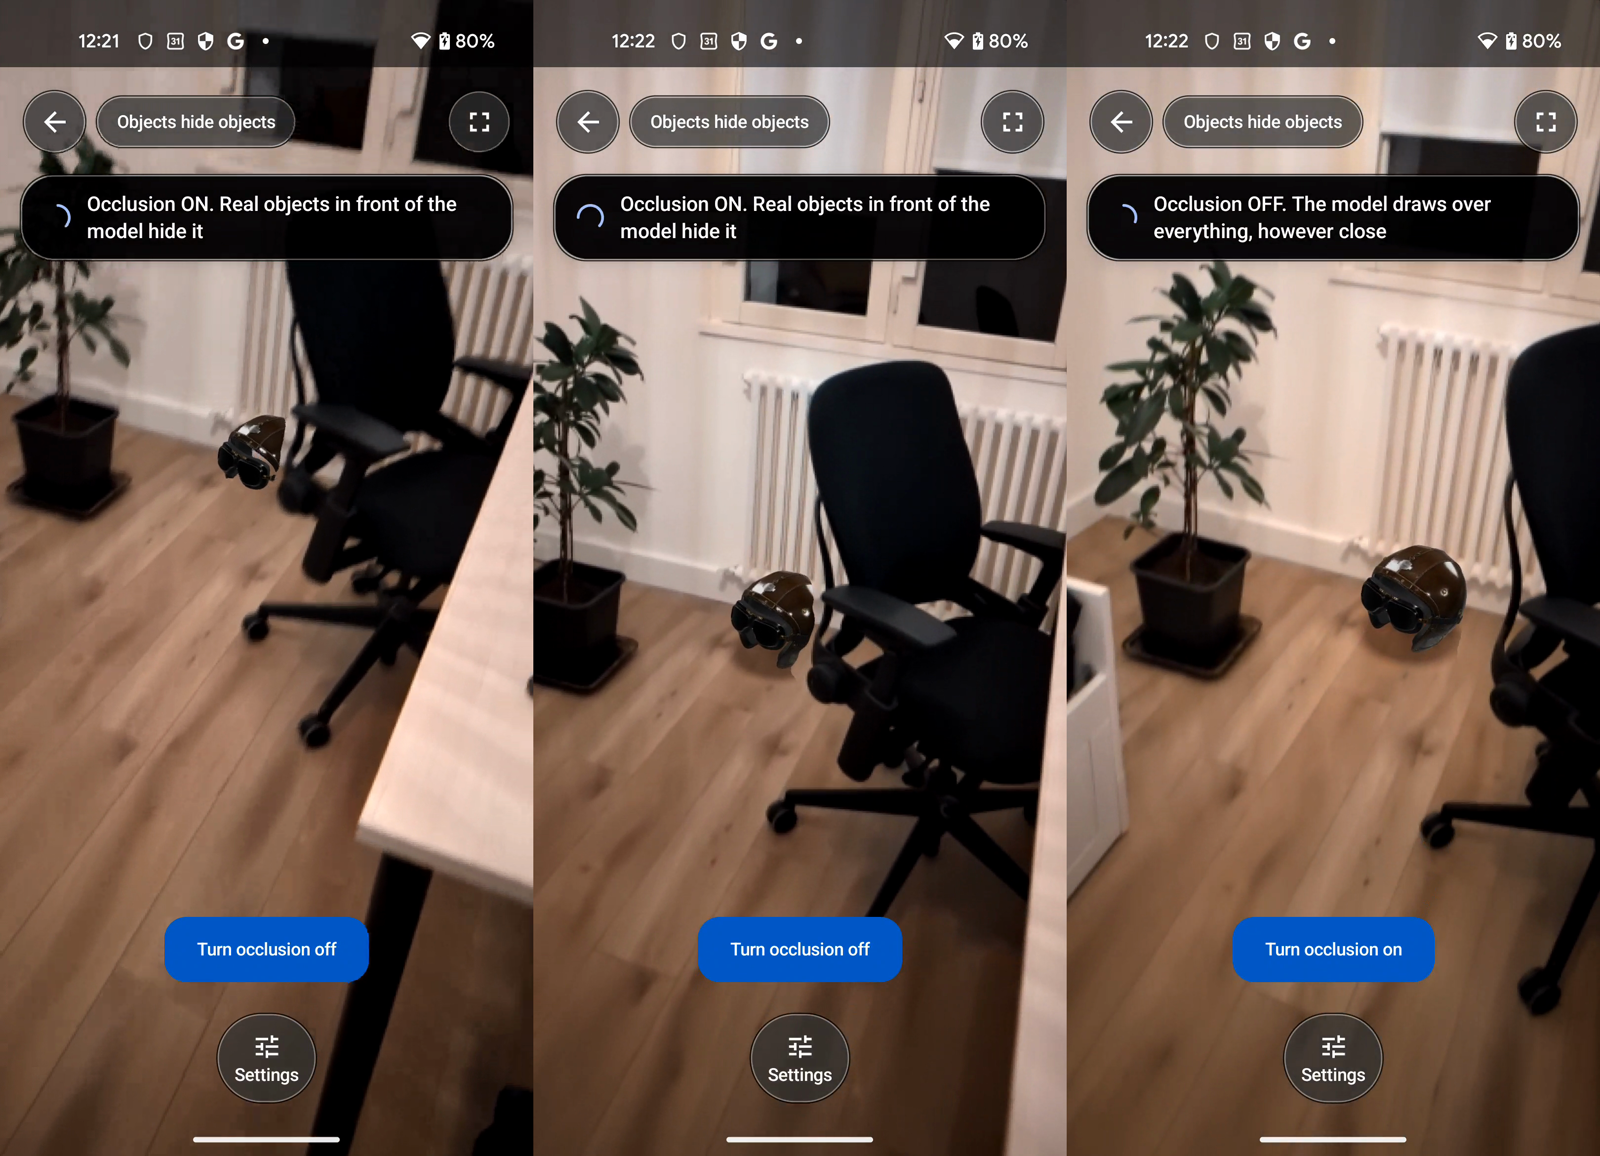 12:21
31
G
80%
Objects hide objects
Occlusion ON. Real objects in front of the
model hide it
Turn occlusion off
Settings
12:22
31
G
80%
Objects hide objects
Occlusion ON. Real objects in front of the
model hide it
Turn occlusion off
Settings
12:22
31
G
80%
Objects hide objects
Occlusion OFF. The model draws over
everything, however close
Turn occlusion on
Settings